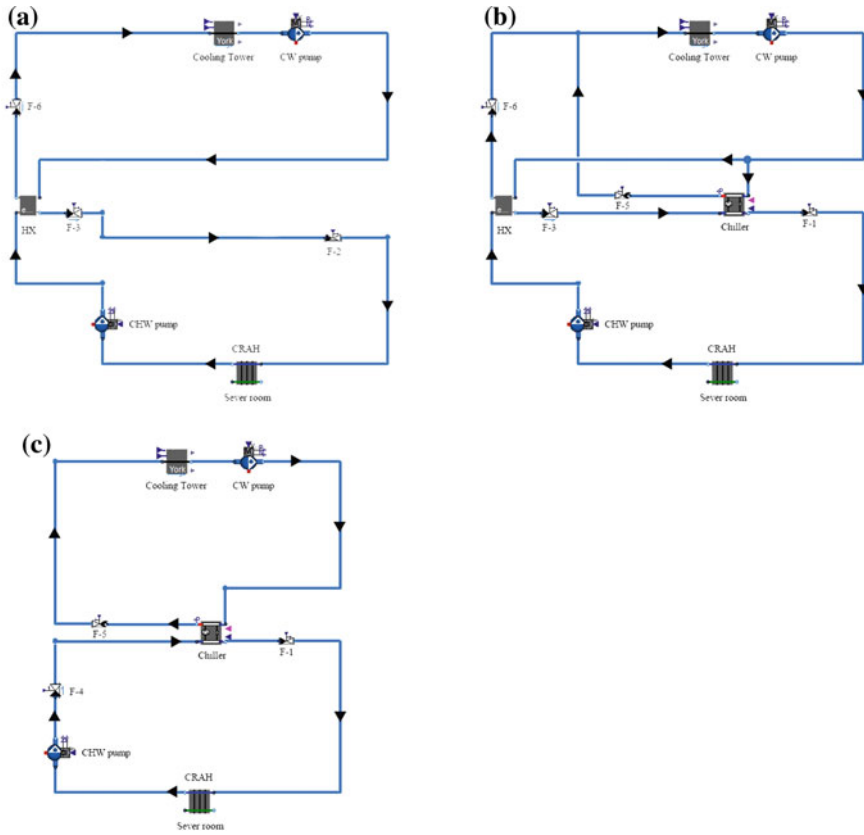 (a)
York
Cooling Tower
CW pump
F-6
HX
F-3
F-2
CHW pump
CRAH
Sever room
(b)
York
Cooling Tower
CW pump
F-6
F-5
HX
F-3
Chiller
F-1
CHW pump
CRAH
Sever room
(c)
York
Cooling Tower
CW pump
F-5
Chiller
F-1
F-4
CHW pump
CRAH
Sever room